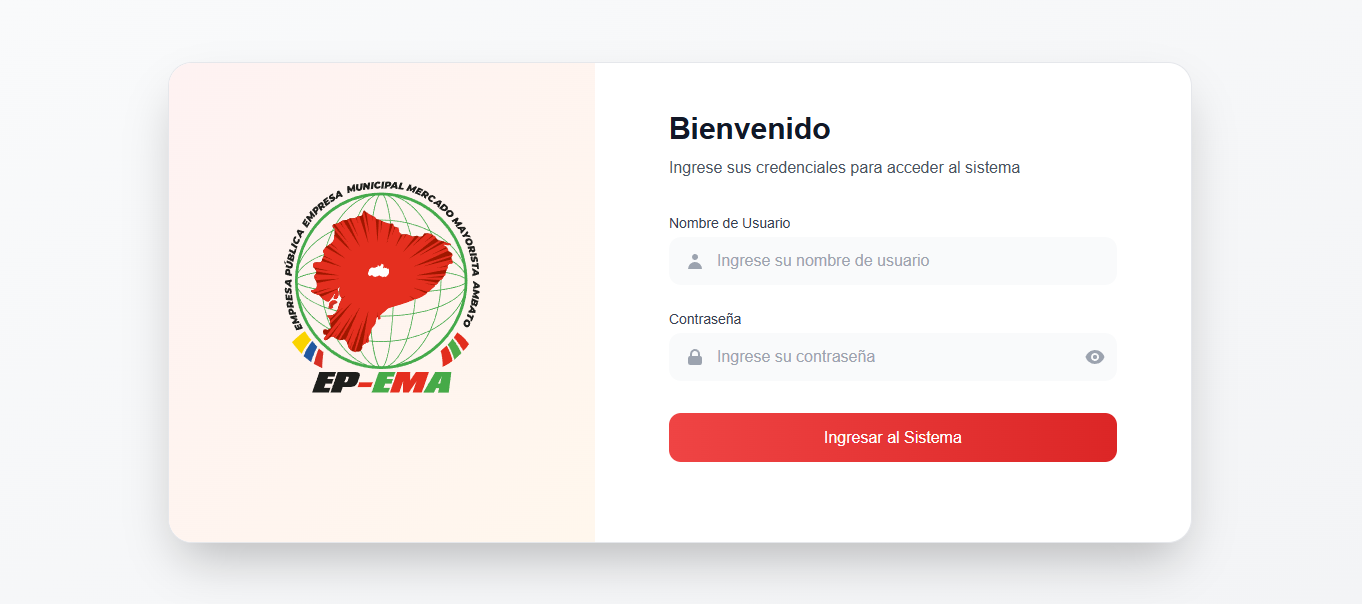 EMPRESA PÚBLICA EMPRESA MUNICIPAL MERCADO MAYORISTA AMBATO
EP-EMA
Bienvenido
Ingrese sus credenciales para acceder al sistema
Nombre de Usuario
Ingrese su nombre de usuario
Contraseña
Ingrese su contraseña
Ingresar al Sistema